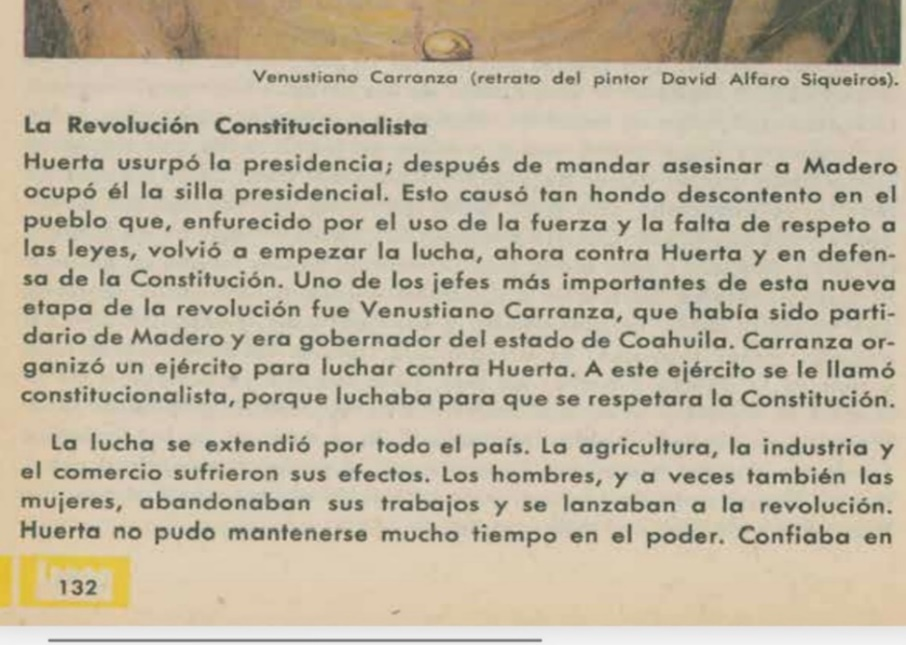 Venustiano Carranza (retrato del pintor David Alfaro Siqueiros).
La Revolución Constitucionalista
Huerta usurpó la presidencia; después de mandar asesinar a Madero
ocupó él la silla presidencial. Esto causó tan hondo descontento en el
pueblo que, enfurecido por el uso de la fuerza y la falta de respeto a
las leyes, volvió a empezar la lucha, ahora contra Huerta y en defen-
sa de la Constitución. Uno de los jefes más importantes de esta nueva
etapa de la revolución fue Venustiano Carranza, que había sido parti-
dario de Madero y era gobernador del estado de Coahuila. Carranza or-
ganizó un ejército para luchar contra Huerta. A este ejército se le llamó
constitucionalista, porque luchaba para que se respetara la Constitución.
La lucha se extendió por todo el país. La agricultura, la industria y
el comercio sufrieron sus efectos. Los hombres, y a veces también las
mujeres, abandonaban sus trabajos y se lanzaban a la revolución.
Huerta no pudo mantenerse mucho tiempo en el poder. Confiaba en
132